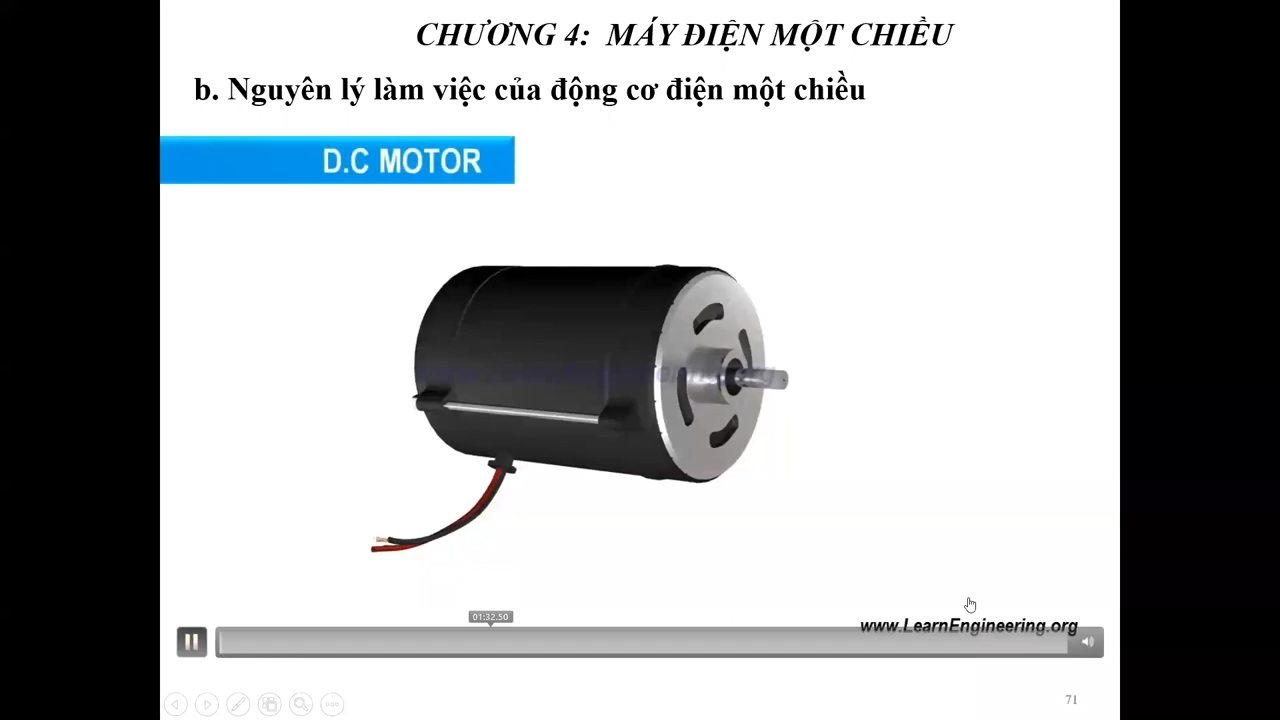 CHƯƠNG 4: MÁY ĐIỆN MỘT CHIỀU
b. Nguyên lý làm việc của động cơ điện một chiều
D.C MOTOR
01:32.50
www.LearnEngineering.org
71